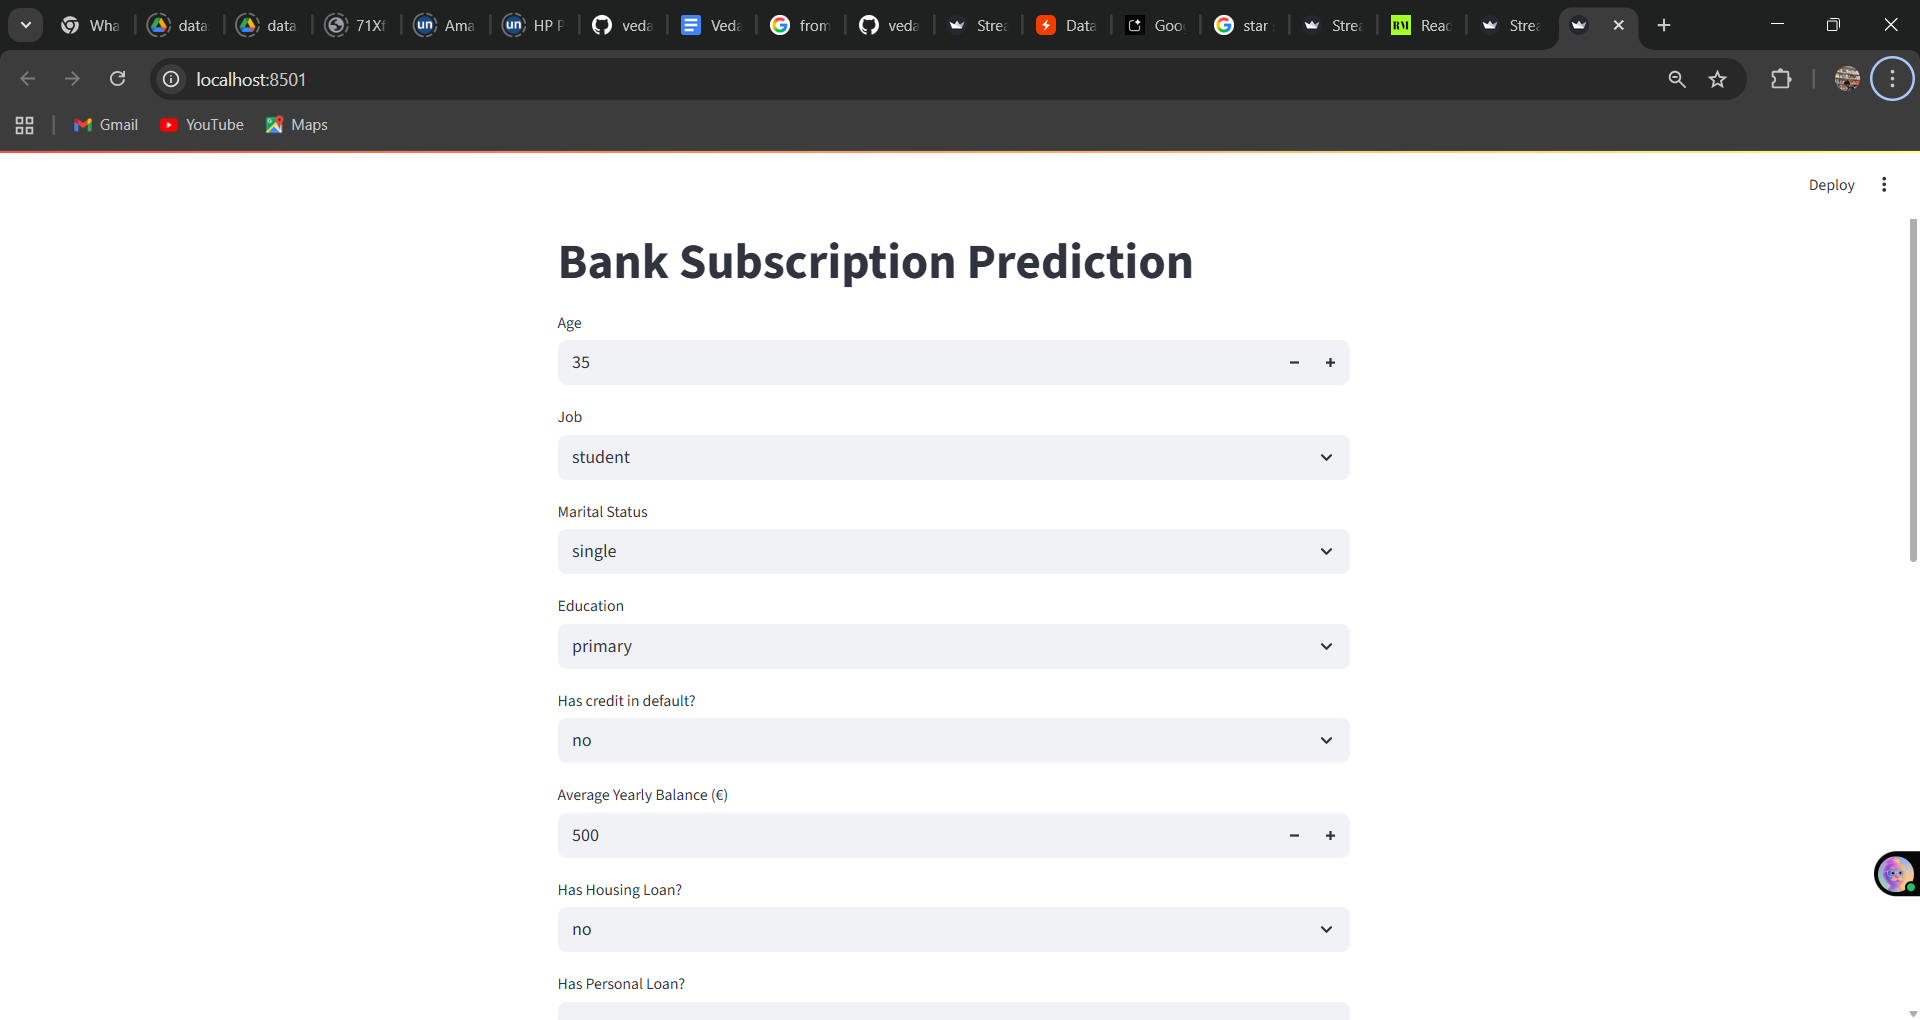 Wha
data
data
71Xf
Ama
HP P
veda
Veda
from
veda
Strea
Data
Goo
star
Strea
Reac
Strea
localhost:8501
Gmail
YouTube
Maps
Deploy
Bank Subscription Prediction
Age
35
Job
student
Marital Status
single
Education
primary
Has credit in default?
no
Average Yearly Balance (€)
500
Has Housing Loan?
no
Has Personal Loan?